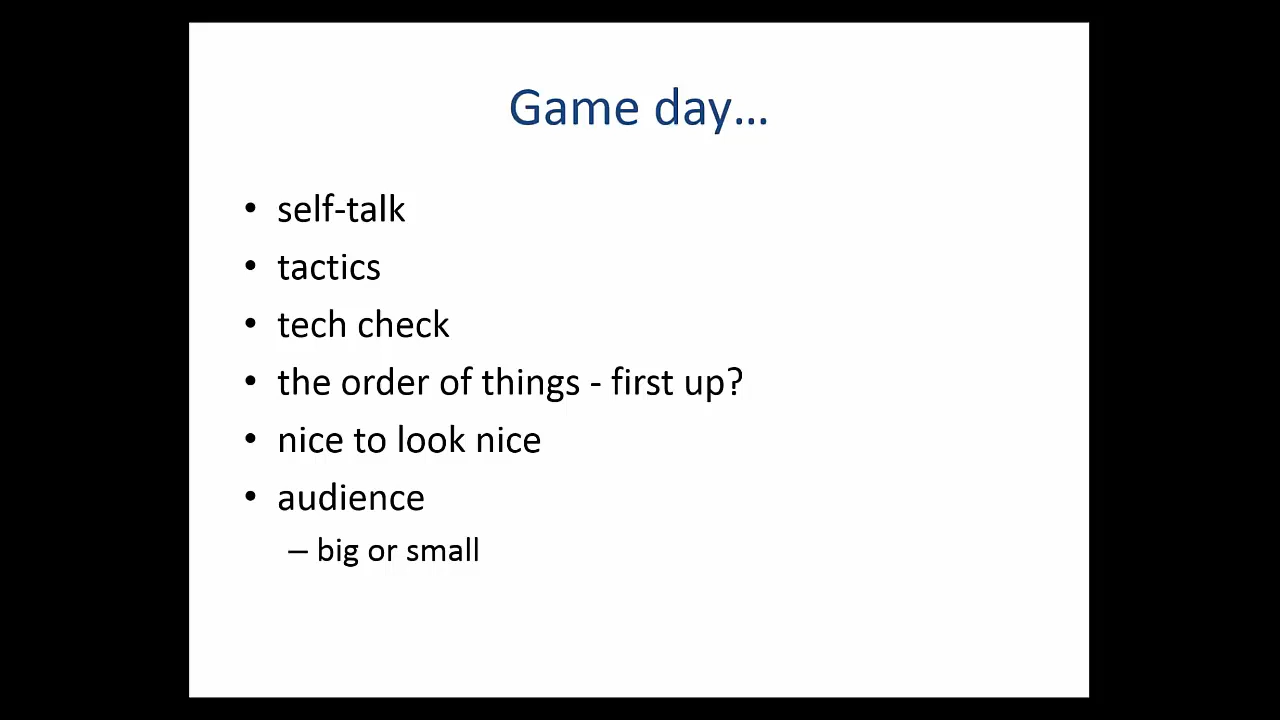 Game day…
• self-talk
• tactics
• tech check
• the order of things - first up?
• nice to look nice
• audience
– big or small